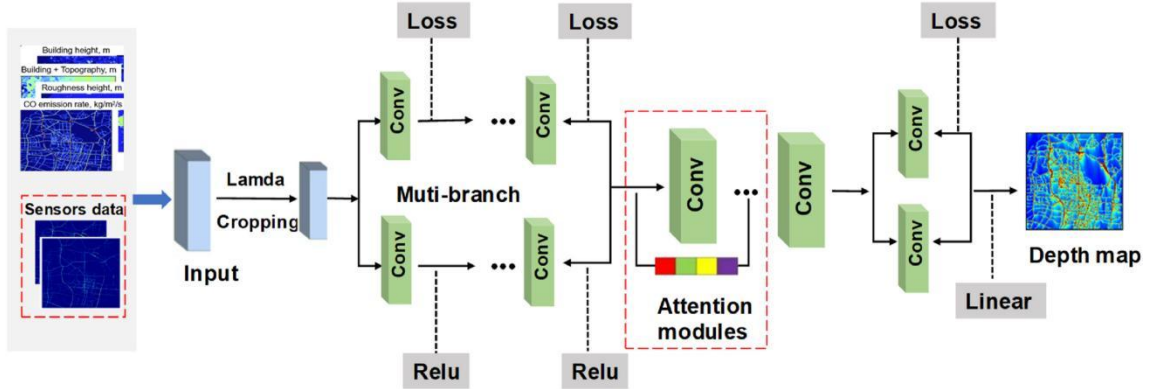 Building height, m
Building + Topography, m
Roughness height, m
CO emission rate, kg/m²/s
Sensors data
Input
Lamda
Cropping
Loss
Loss
Conv
Conv
Muti-branch
Conv
Conv
Relu
Relu
Conv
Attention
modules
Conv
Loss
Conv
Conv
Linear
Depth map